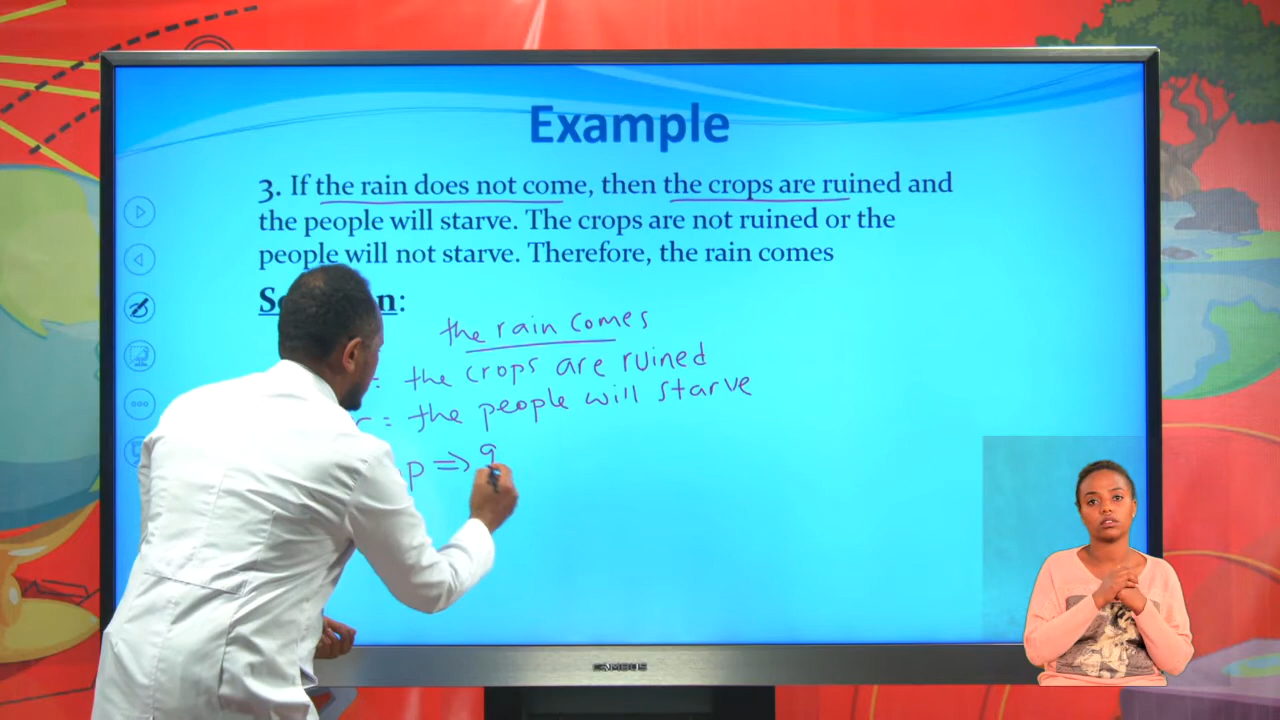 Example
3. If the rain does not come, then the crops are ruined and
the people will starve. The crops are not ruined or the
people will not starve. Therefore, the rain comes
n:
the rain comes
= the crops are ruined
r = the people will starve
p ⇒ q